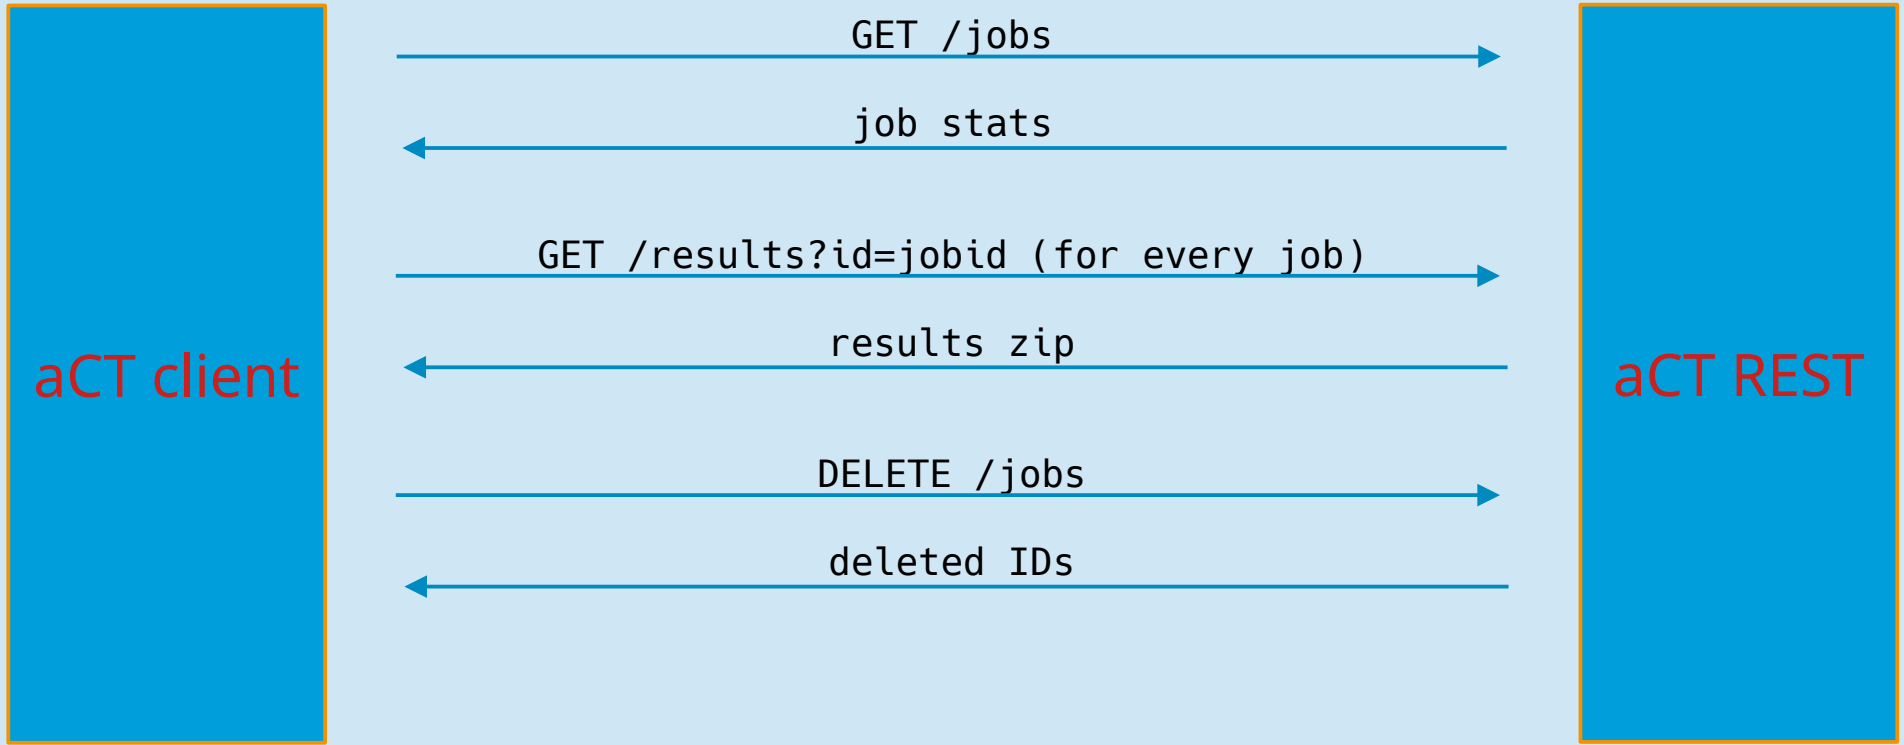 GET /jobs
job stats
GET /results?id=jobid (for every job)
results zip
aCT client
aCT REST
DELETE /jobs
deleted IDs